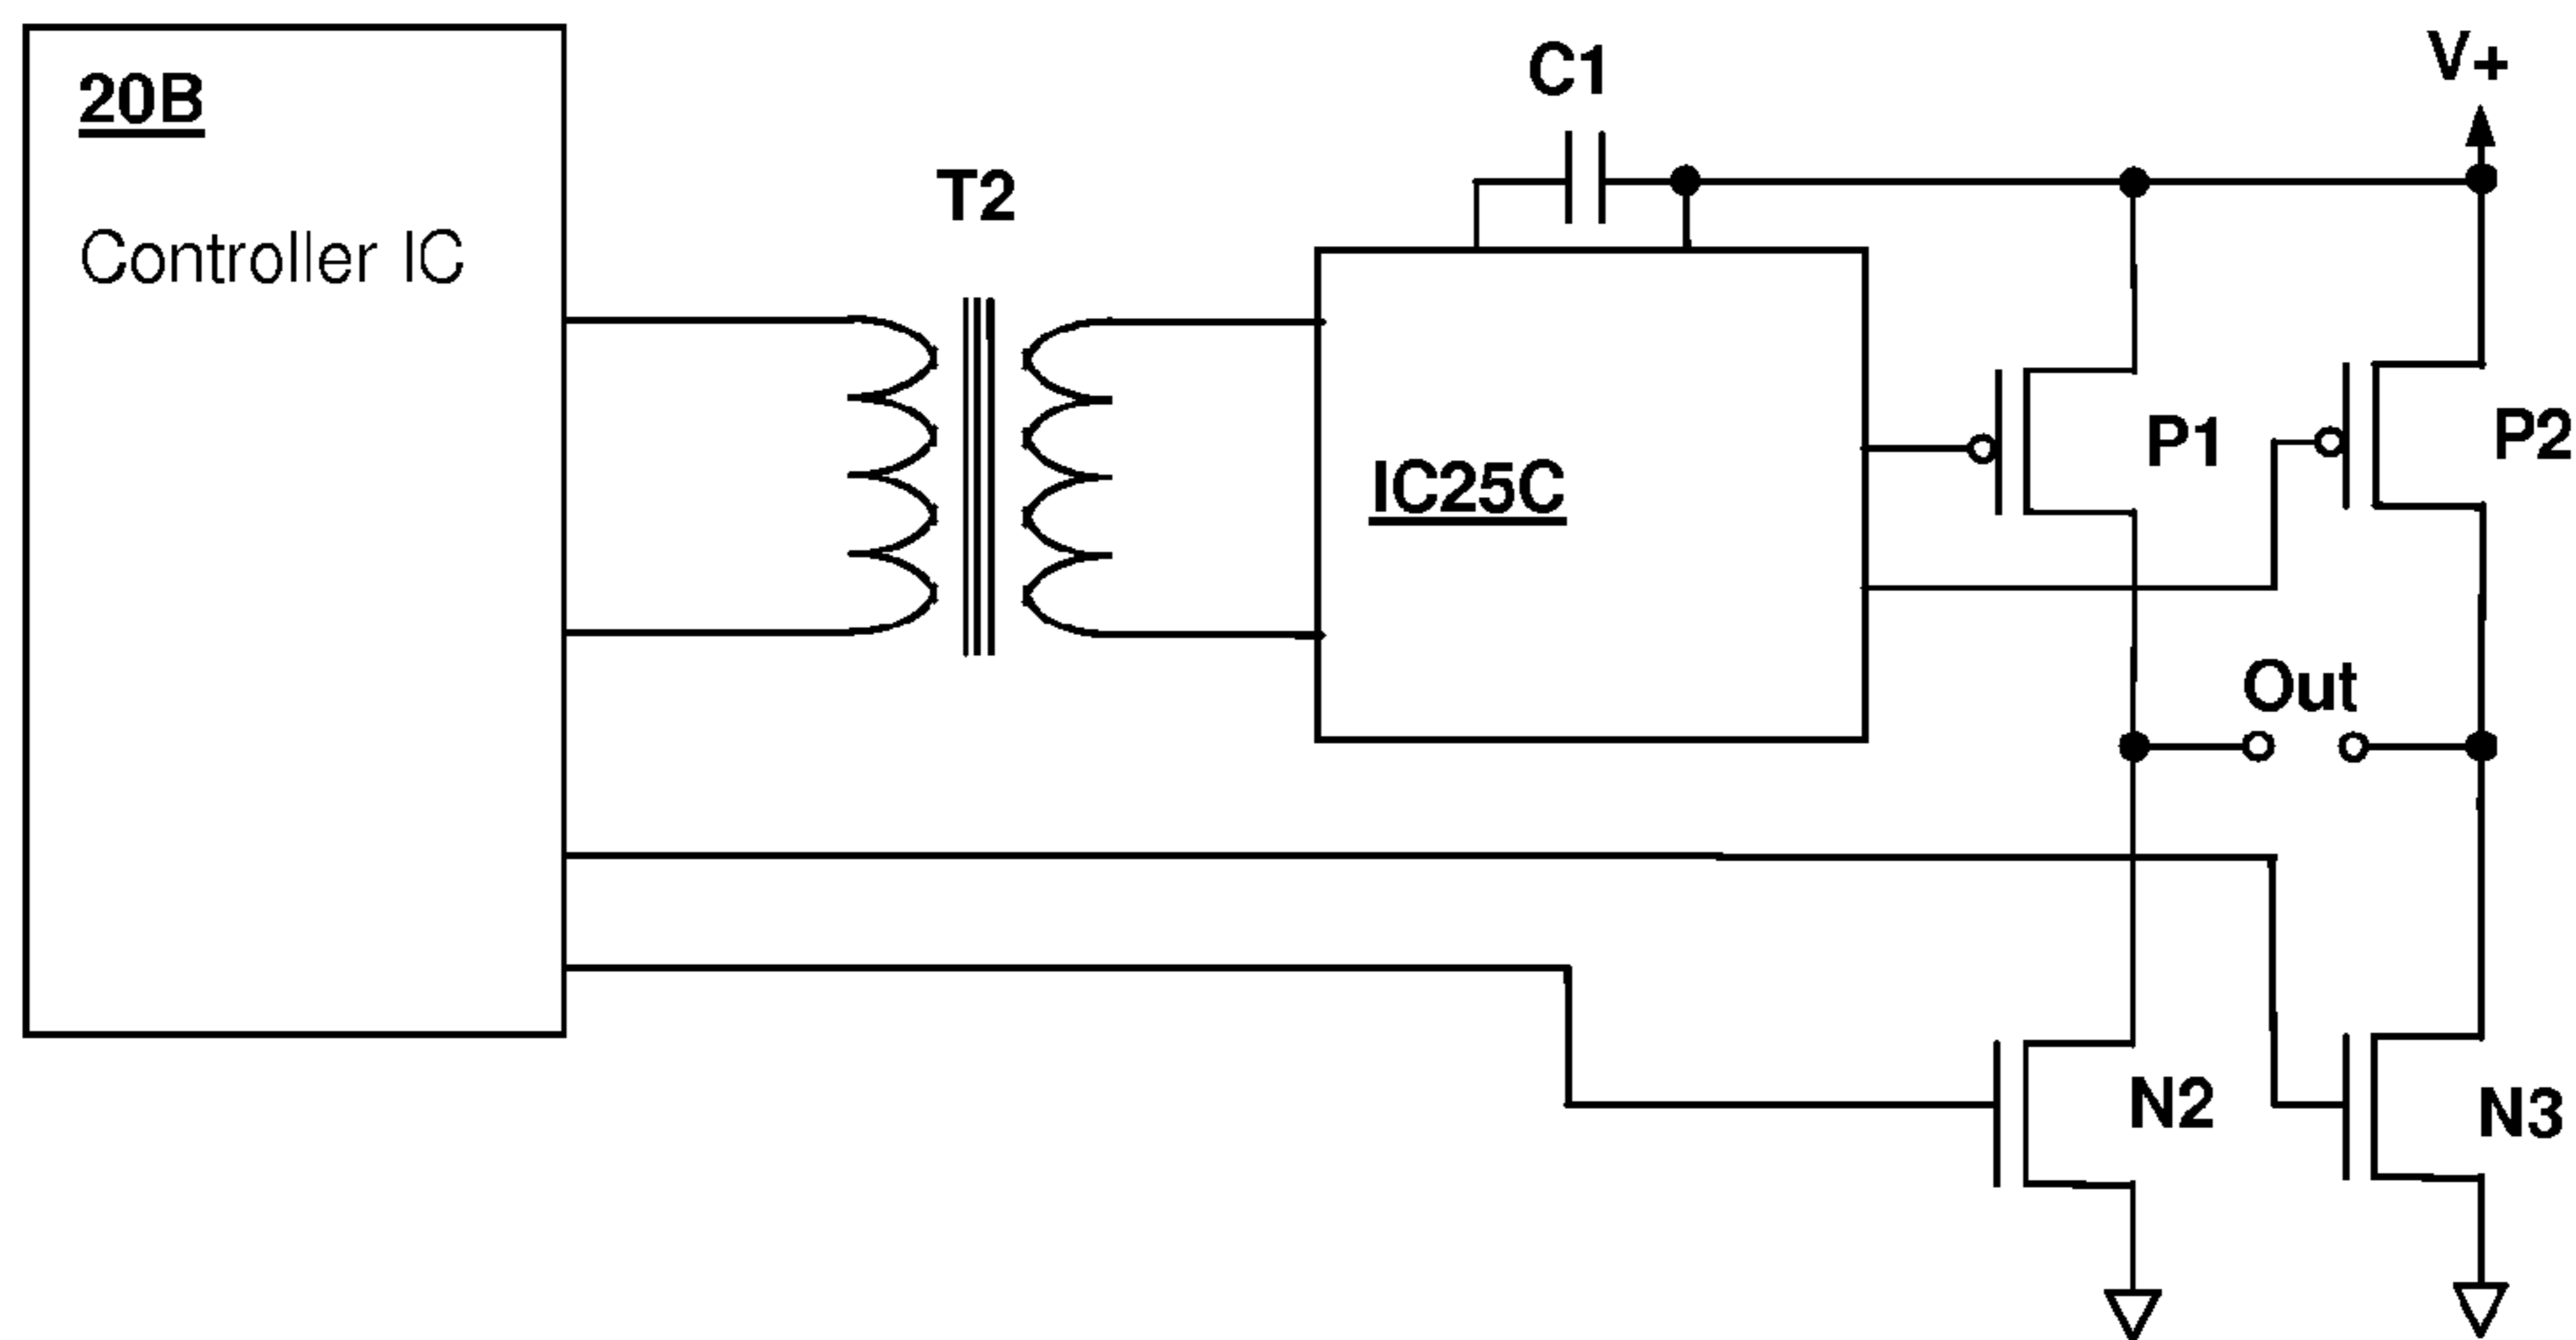 20B
Controller IC
T2
C1
V+
IC25C
P1
P2
Out
N2
N3